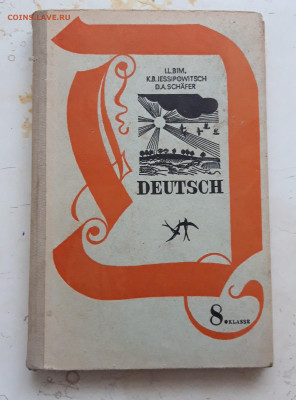 COINS.LAVE.RU
I.L.BIM,
K.B.JESSIPOWITSCH
D.A.SCHÄFER
DEUTSCH
8.KLASSE